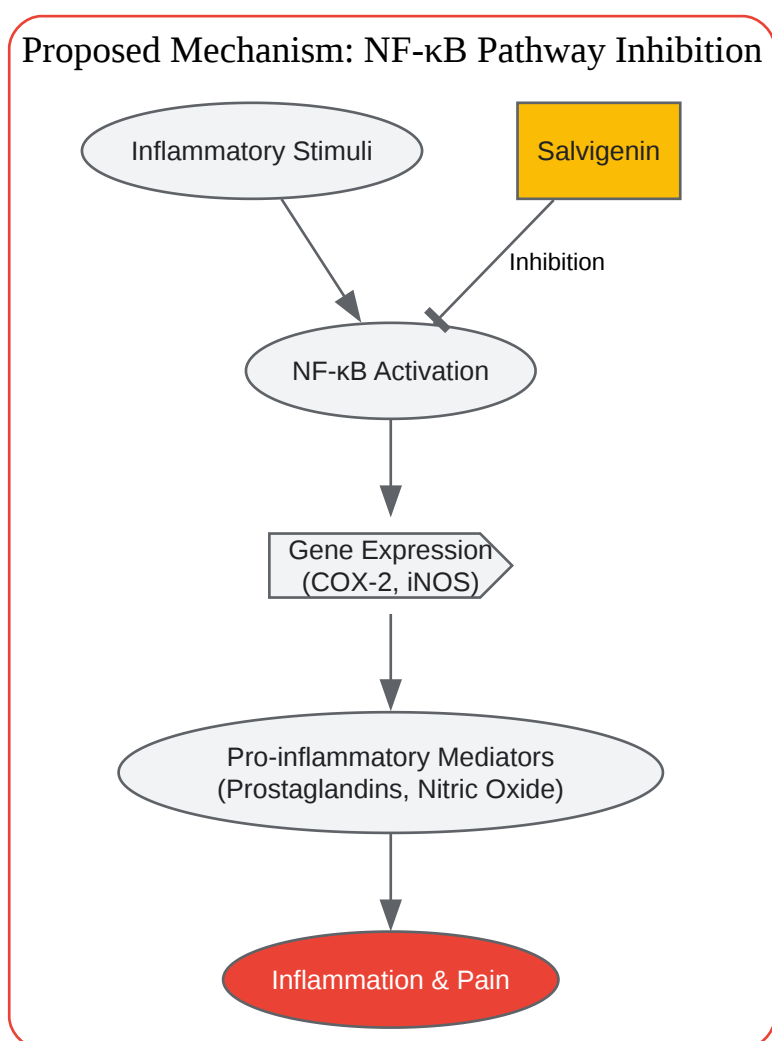 Proposed Mechanism: NF-κB Pathway Inhibition
Inflammatory Stimuli
Salvigenin
Inhibition
NF-κB Activation
Gene Expression
(COX-2, iNOS)
Pro-inflammatory Mediators
(Prostaglandins, Nitric Oxide)
Inflammation & Pain